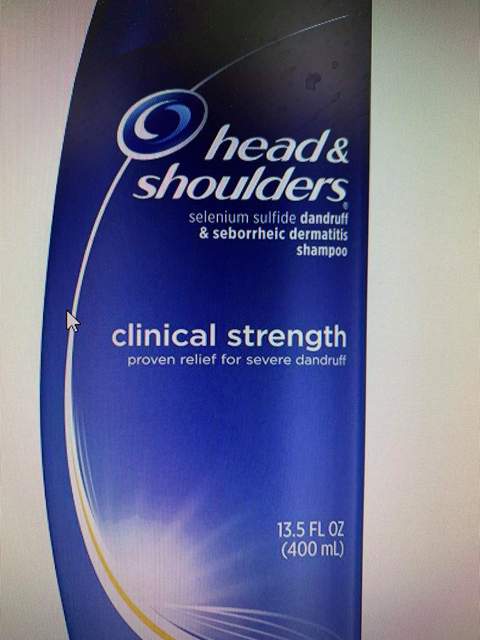 head &
shoulders®
selenium sulfide dandruff
& seborrheic dermatitis
shampoo
clinical strength
proven relief for severe dandruff
13.5 FL OZ
(400 mL)